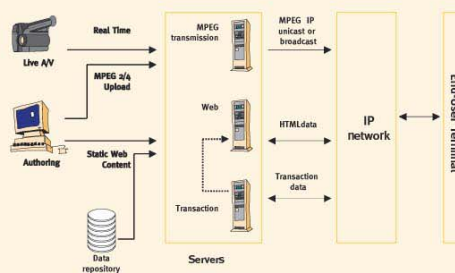 Real Time
Live A/V
MPEG 2/4
Upload
Authoring
Static Web
Content
Data
repository
MPEG
transmission
Web
Transaction
Servers
MPEG IP
unicast or
broadcast
HTMLdata
Transaction
data
IP
network
End-User Terminal